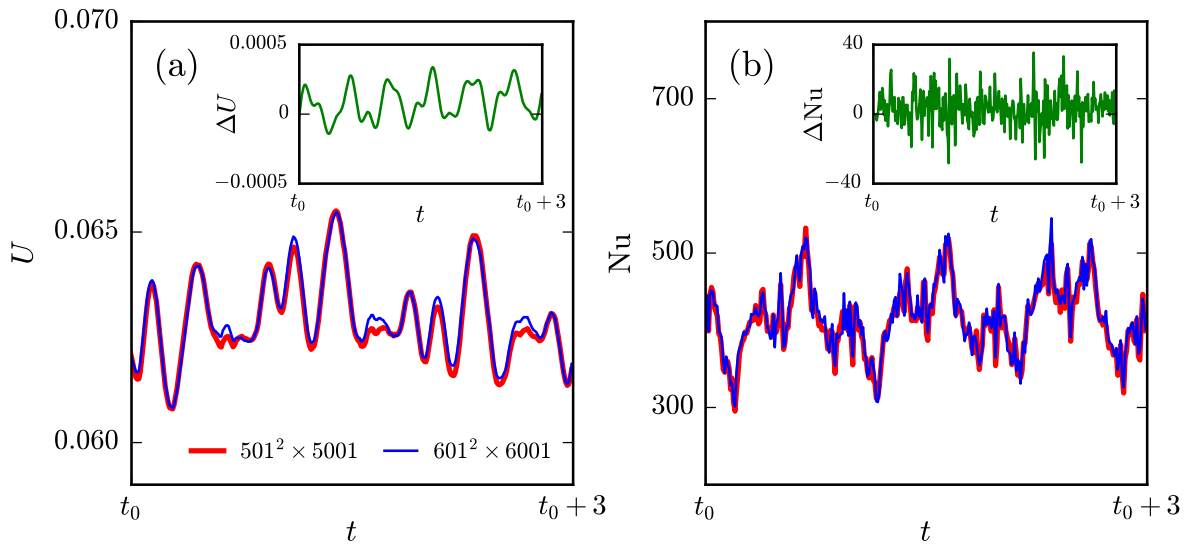 (a)
0.070
0.065
0.060
U
t₀
t
t₀ + 3
0.0005
0
−0.0005
ΔU
t₀
t
t₀ + 3
501² × 5001
601² × 6001
(b)
700
500
300
Nu
t₀
t
t₀ + 3
40
0
−40
ΔNu
t₀
t
t₀ + 3